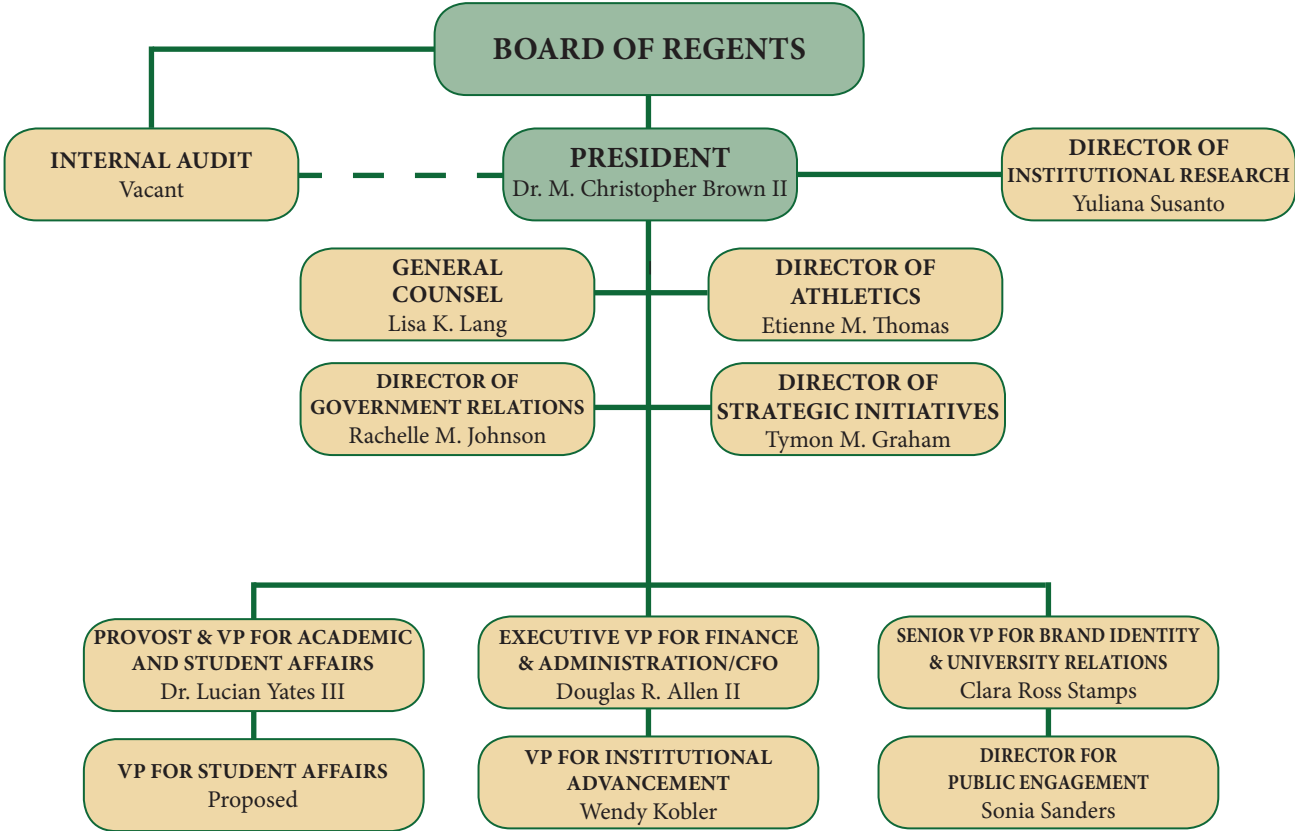 BOARD OF REGENTS
INTERNAL AUDIT
Vacant
PRESIDENT
Dr. M. Christopher Brown II
DIRECTOR OF
INSTITUTIONAL RESEARCH
Yuliana Susanto
GENERAL
COUNSEL
Lisa K. Lang
DIRECTOR OF
ATHLETICS
Etienne M. Thomas
DIRECTOR OF
GOVERNMENT RELATIONS
Rachelle M. Johnson
DIRECTOR OF
STRATEGIC INITIATIVES
Tymon M. Graham
PROVOST & VP FOR ACADEMIC
AND STUDENT AFFAIRS
Dr. Lucian Yates III
EXECUTIVE VP FOR FINANCE
& ADMINISTRATION/CFO
Douglas R. Allen II
SENIOR VP FOR BRAND IDENTITY
& UNIVERSITY RELATIONS
Clara Ross Stamps
VP FOR STUDENT AFFAIRS
Proposed
VP FOR INSTITUTIONAL
ADVANCEMENT
Wendy Kobler
DIRECTOR FOR
PUBLIC ENGAGEMENT
Sonia Sanders